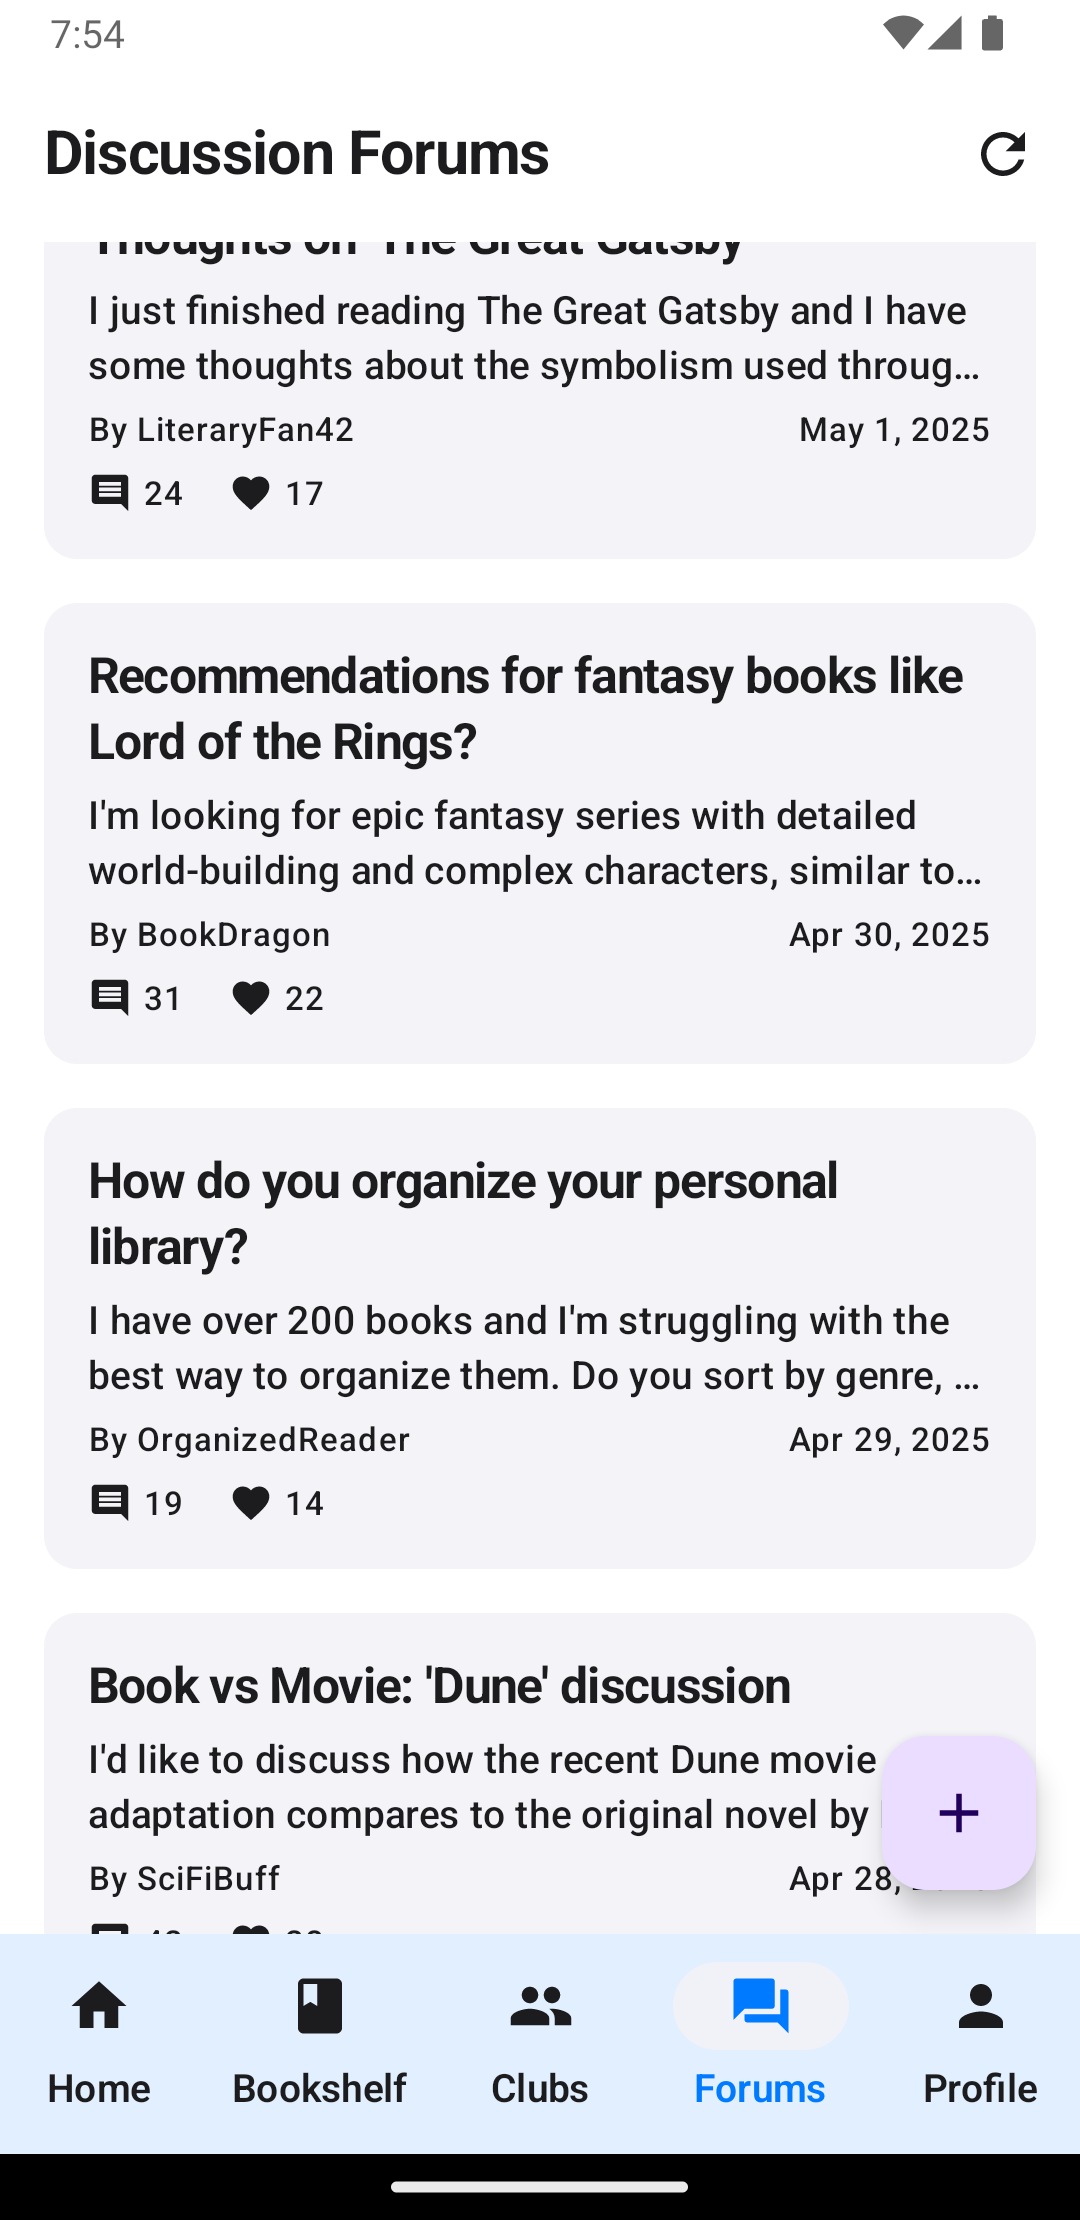 7:54
Discussion Forums
Thoughts on 'The Great Gatsby'
I just finished reading The Great Gatsby and I have
some thoughts about the symbolism used throug…
By LiteraryFan42
May 1, 2025
24
17
Recommendations for fantasy books like
Lord of the Rings?
I'm looking for epic fantasy series with detailed
world-building and complex characters, similar to…
By BookDragon
Apr 30, 2025
31
22
How do you organize your personal
library?
I have over 200 books and I'm struggling with the
best way to organize them. Do you sort by genre, …
By OrganizedReader
Apr 29, 2025
19
14
Book vs Movie: 'Dune' discussion
I'd like to discuss how the recent Dune movie
adaptation compares to the original novel by
By SciFiBuff
Apr 28,
Home
Bookshelf
Clubs
Forums
Profile